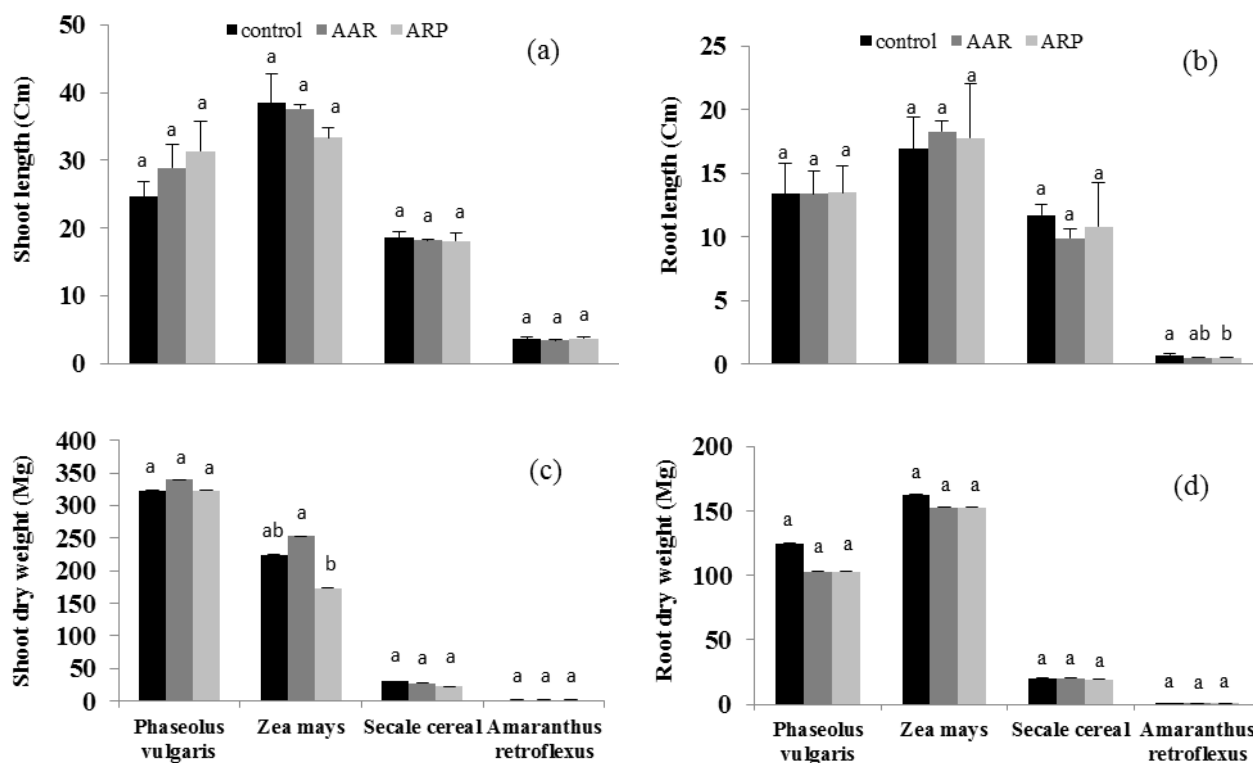 control AAR ARP
(a)
Shoot length (Cm)
50
40
30
20
10
0
a a a
a a a
a a a
a a a
control AAR ARP
(b)
Root length (Cm)
25
20
15
10
5
0
a a a
a a a
a a a
a ab b
(c)
Shoot dry weight (Mg)
400
350
300
250
200
150
100
50
0
a a a
ab a b
a a a
a a a
Phaseolus
vulgaris
Zea mays
Secale cereal
Amaranthus
retroflexus
(d)
Root dry weight (Mg)
200
150
100
50
0
a a a
a a a
a a a
a a a
Phaseolus
vulgaris
Zea mays
Secale cereal
Amaranthus
retroflexus